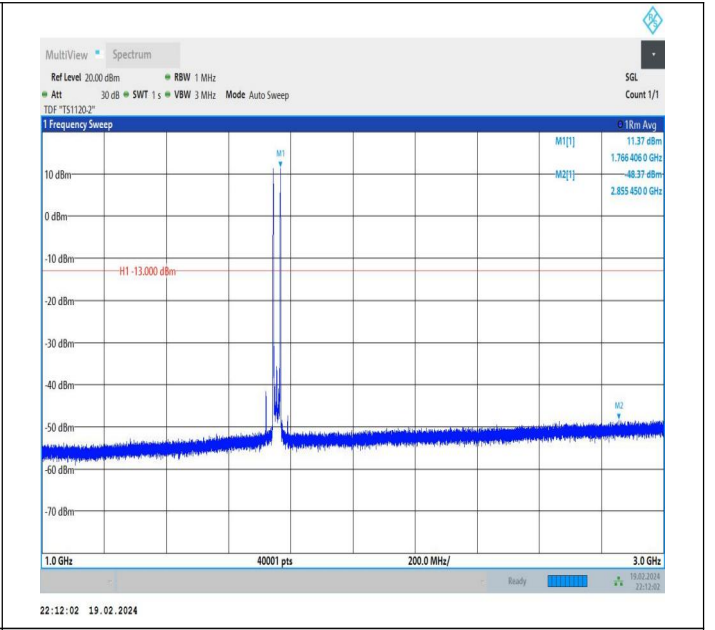 R&S
MultiView Spectrum
Ref Level 20.00 dBm RBW 1 MHz SGL
Att 30 dB SWT 1 s VBW 3 MHz Mode Auto Sweep Count 1/1
TDF "TS1120-2"
1 Frequency Sweep 1Rm Avg
M1[1] 11.37 dBm
1.766 406 0 GHz
M2[1] -48.37 dBm
2.855 450 0 GHz
M1
10 dBm
0 dBm
-10 dBm
H1 -13.000 dBm
-20 dBm
-30 dBm
-40 dBm
M2
-50 dBm
-60 dBm
-70 dBm
1.0 GHz 40001 pts 200.0 MHz/ 3.0 GHz
Ready 19.02.2024
22:12:02
22:12:02 19.02.2024